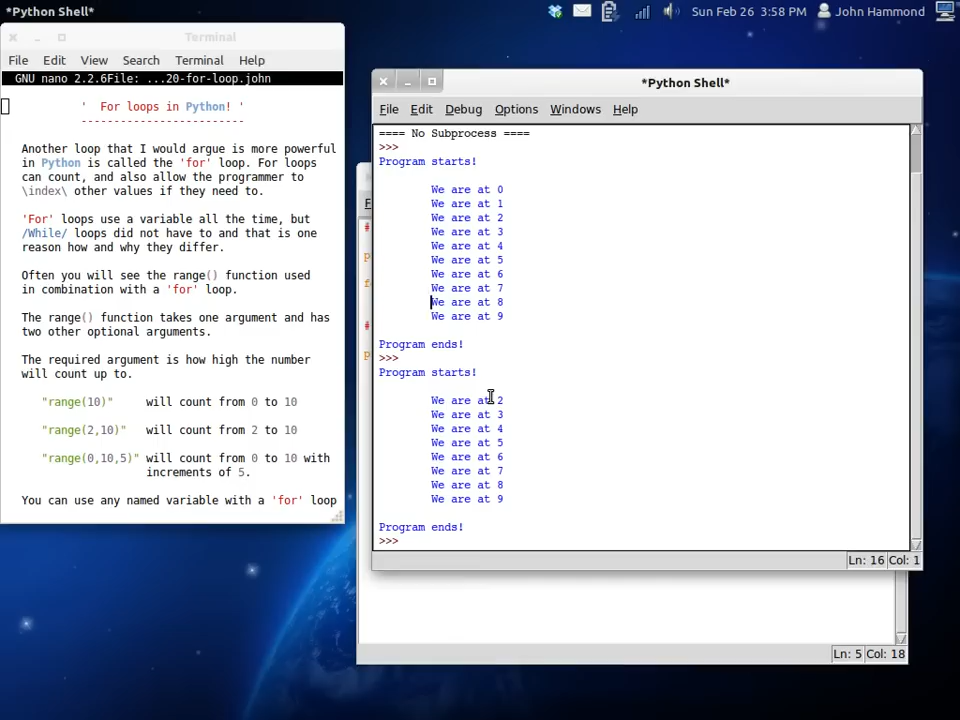 *Python Shell*
Sun Feb 26 3:58 PM John Hammond
Terminal
File Edit View Search Terminal Help
GNU nano 2.2.6File: ...20-for-loop.john
' For loops in Python! '
------------------------
Another loop that I would argue is more powerful
in Python is called the 'for' loop. For loops
can count, and also allow the programmer to
\index\ other values if they need to.
'For' loops use a variable all the time, but
/While/ loops did not have to and that is one
reason how and why they differ.
Often you will see the range() function used
in combination with a 'for' loop.
The range() function takes one argument and has
two other optional arguments.
The required argument is how high the number
will count up to.
"range(10)" will count from 0 to 10
"range(2,10)" will count from 2 to 10
"range(0,10,5)" will count from 0 to 10 with
increments of 5.
You can use any named variable with a 'for' loop
*Python Shell*
File Edit Debug Options Windows Help
==== No Subprocess ====
>>>
Program starts!
We are at 0
We are at 1
We are at 2
We are at 3
We are at 4
We are at 5
We are at 6
We are at 7
We are at 8
We are at 9
Program ends!
>>>
Program starts!
We are at 2
We are at 3
We are at 4
We are at 5
We are at 6
We are at 7
We are at 8
We are at 9
Program ends!
>>>
Ln: 16 Col: 1
Ln: 5 Col: 18